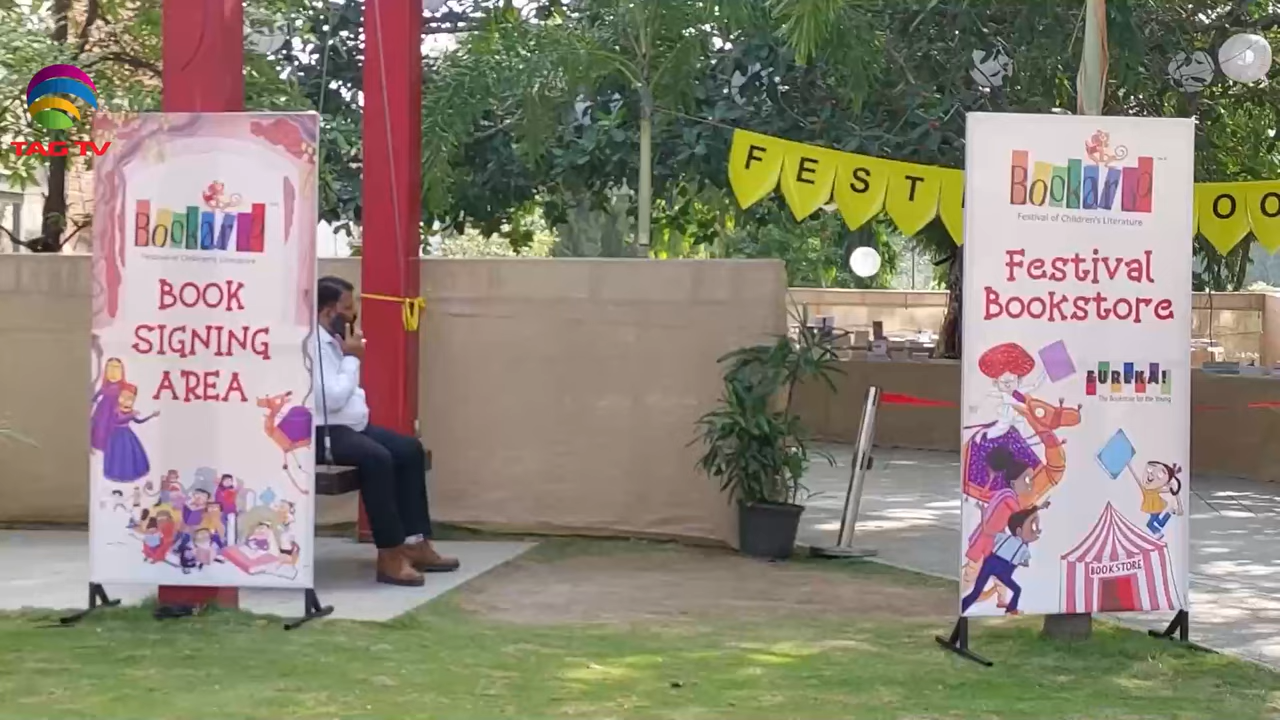 TAG TV
Bookaroo
Festival of Children's Literature
BOOK
SIGNING
AREA
FEST
OO
Bookaroo
Festival of Children's Literature
Festival
Bookstore
EUREKA!
The Bookstore for the Young
BOOKSTORE